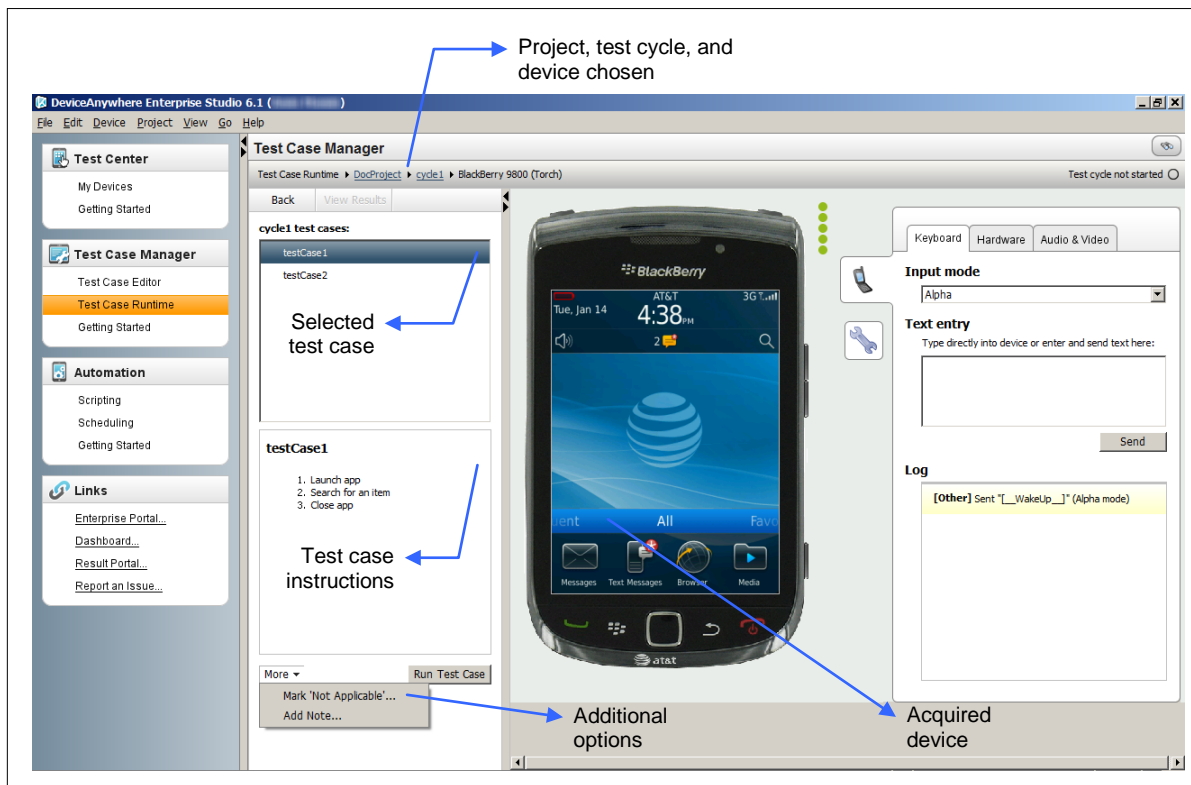 Project, test cycle, and
device chosen
DeviceAnywhere Enterprise Studio 6.1 ( )
File Edit Device Project View Go Help
Test Center
My Devices
Getting Started
Test Case Manager
Test Case Editor
Test Case Runtime
Getting Started
Automation
Scripting
Scheduling
Getting Started
Links
Enterprise Portal...
Dashboard...
Result Portal...
Report an Issue...
Test Case Manager
Test Case Runtime DocProject cycle1 BlackBerry 9800 (Torch)
Test cycle not started
Back View Results
cycle1 test cases:
testCase1
testCase2
Selected
test case
testCase1
1. Launch app
2. Search for an item
3. Close app
Test case
instructions
More Run Test Case
Mark 'Not Applicable'...
Add Note...
Additional
options
BlackBerry
AT&T 3G
Tue, Jan 14 4:38PM
2
uent All Favo
Messages Text Messages Browser Media
at&t
Acquired
device
Keyboard Hardware Audio & Video
Input mode
Alpha
Text entry
Type directly into device or enter and send text here:
Send
Log
[Other] Sent "[__WakeUp__]" (Alpha mode)